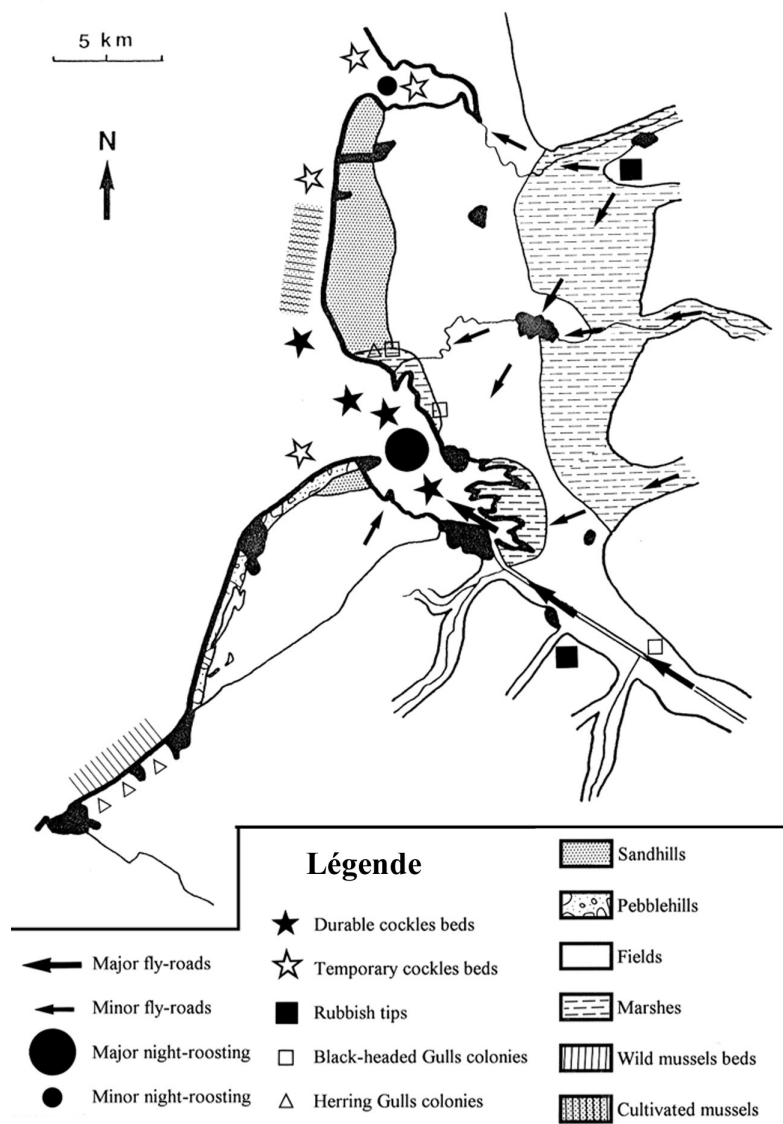 5 km
N
Légende
Durable cockles beds
Temporary cockles beds
Rubbish tips
Black-headed Gulls colonies
Herring Gulls colonies
Major fly-roads
Minor fly-roads
Major night-roosting
Minor night-roosting
Sandhills
Pebblehills
Fields
Marshes
Wild mussels beds
Cultivated mussels